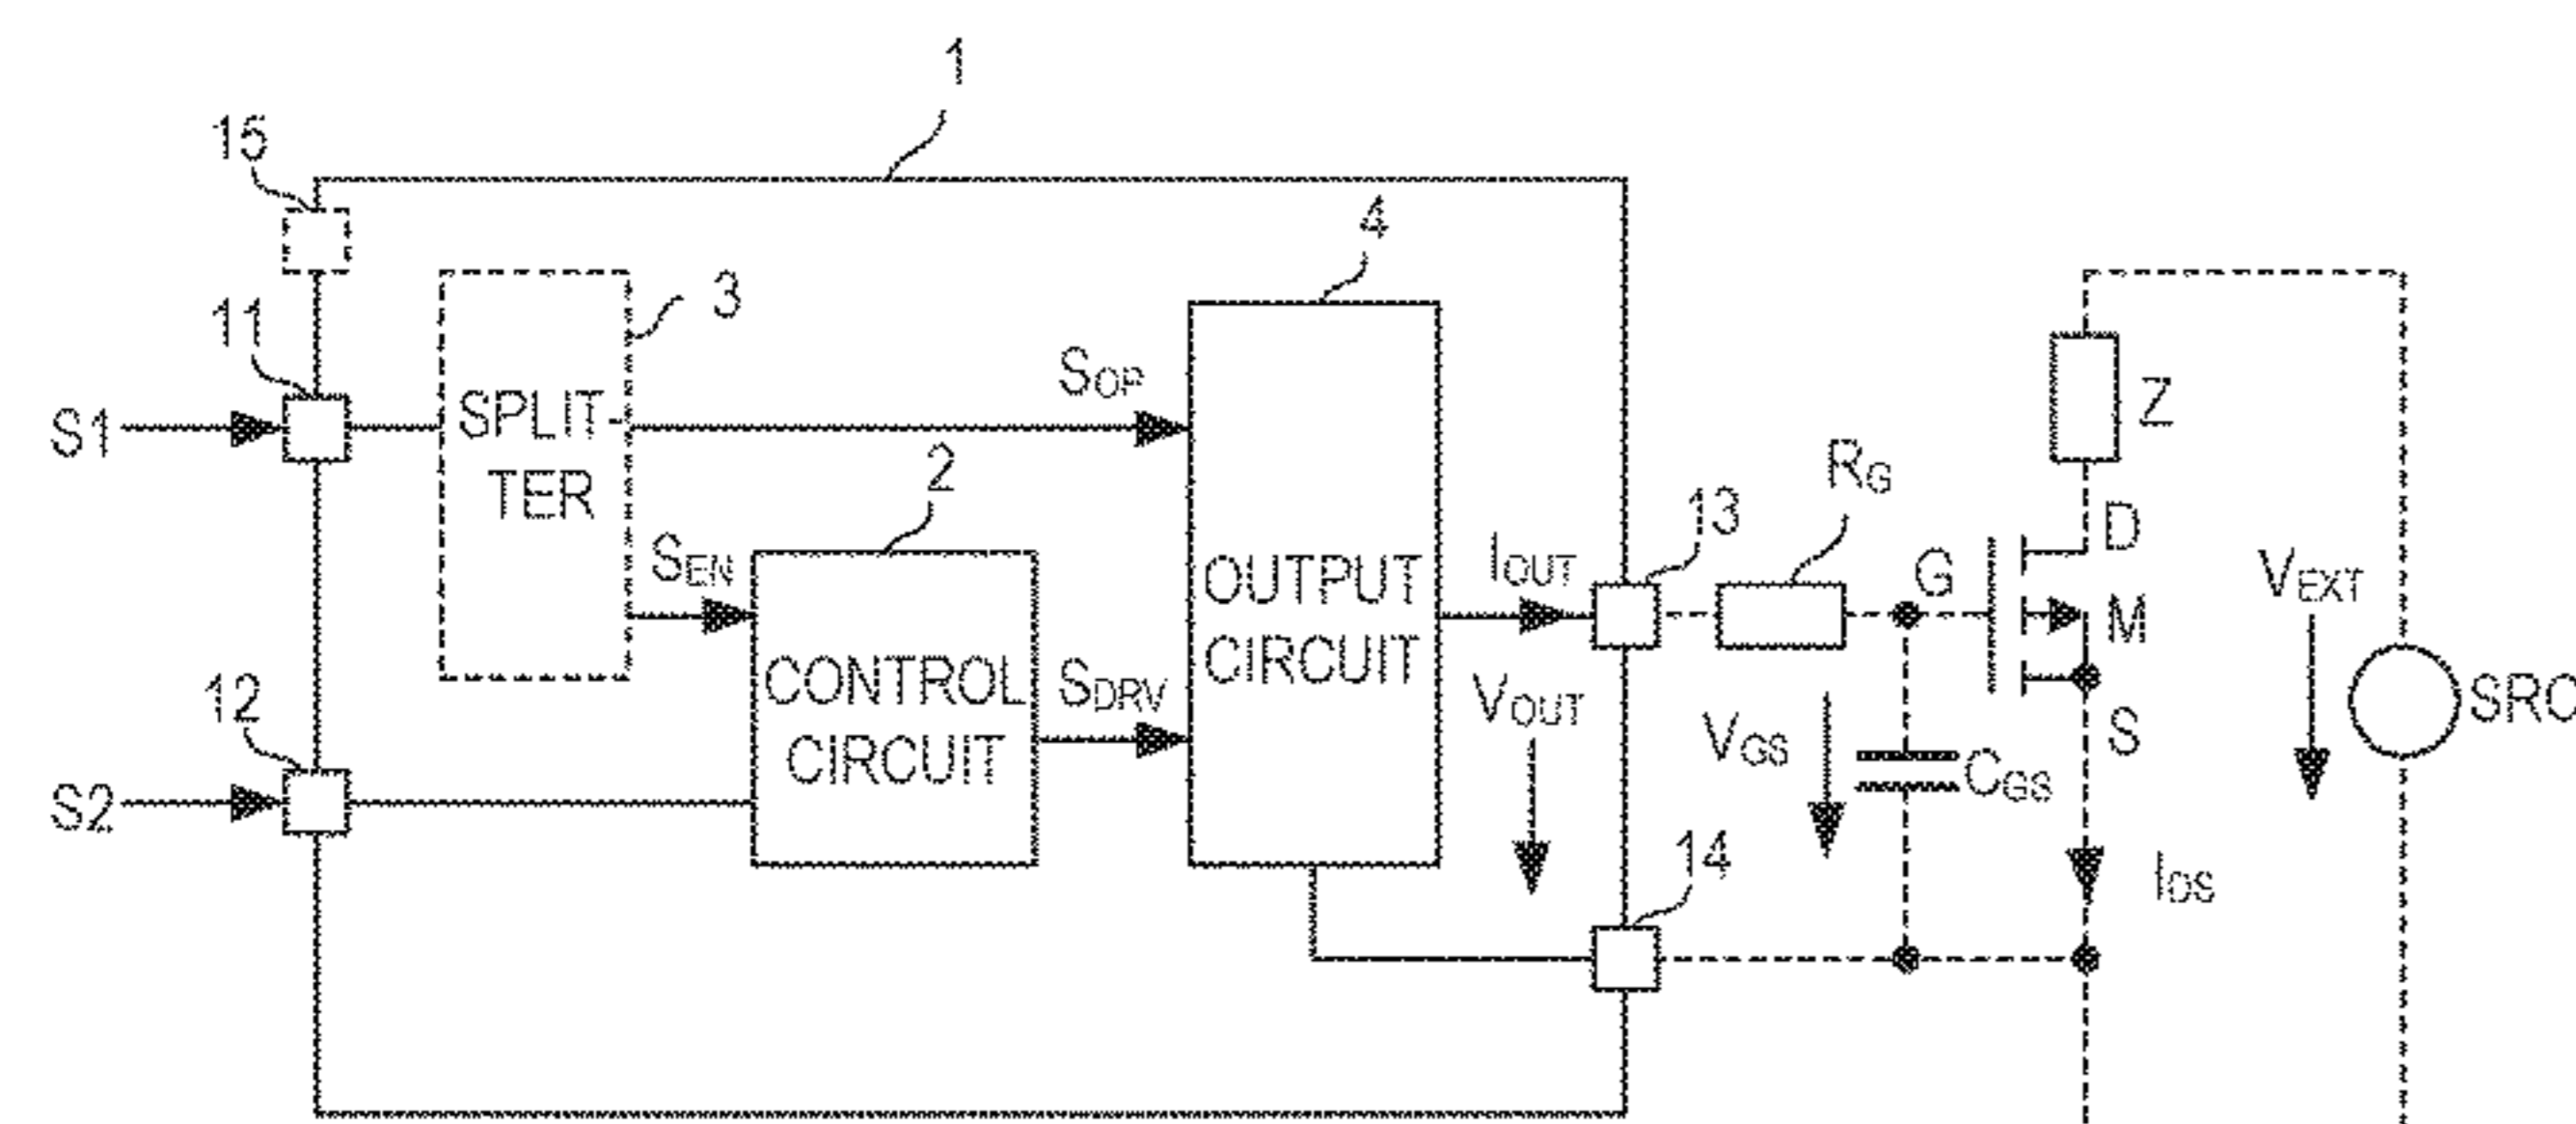 1
15
4
3
11
S1
SPLIT-
TER
SOP
2
SEN
12
S2
CONTROL
CIRCUIT
SDRV
OUTPUT
CIRCUIT
IOUT
VOUT
13
14
RG
G
VGS
CGS
Z
D
M
S
IDS
VEXT
SRC